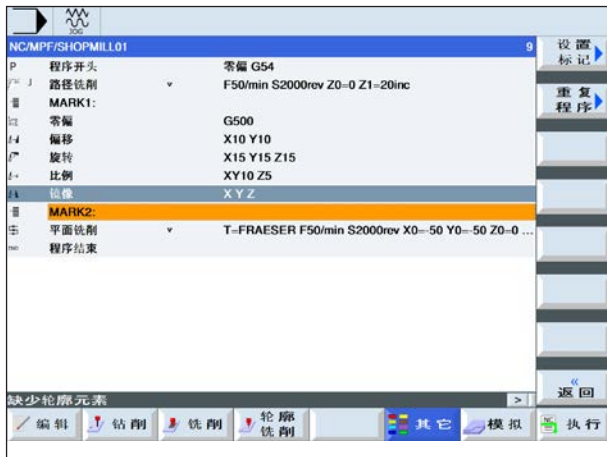 JOG
NC/MPF/SHOPMILL01 9
设置标记
P 程序开头 零偏 G54
路径铣削 F50/min S2000rev Z0=0 Z1=20inc
重复程序
MARK1:
零偏 G500
偏移 X10 Y10
旋转 X15 Y15 Z15
比例 XY10 Z5
镜像 X Y Z
MARK2:
平面铣削 T=FRAESER F50/min S2000rev X0=-50 Y0=-50 Z0=0 ...
END 程序结束
«
返回
缺少轮廓元素 >
编辑 钻削 铣削 轮廓铣削 其它 模拟 NC 执行